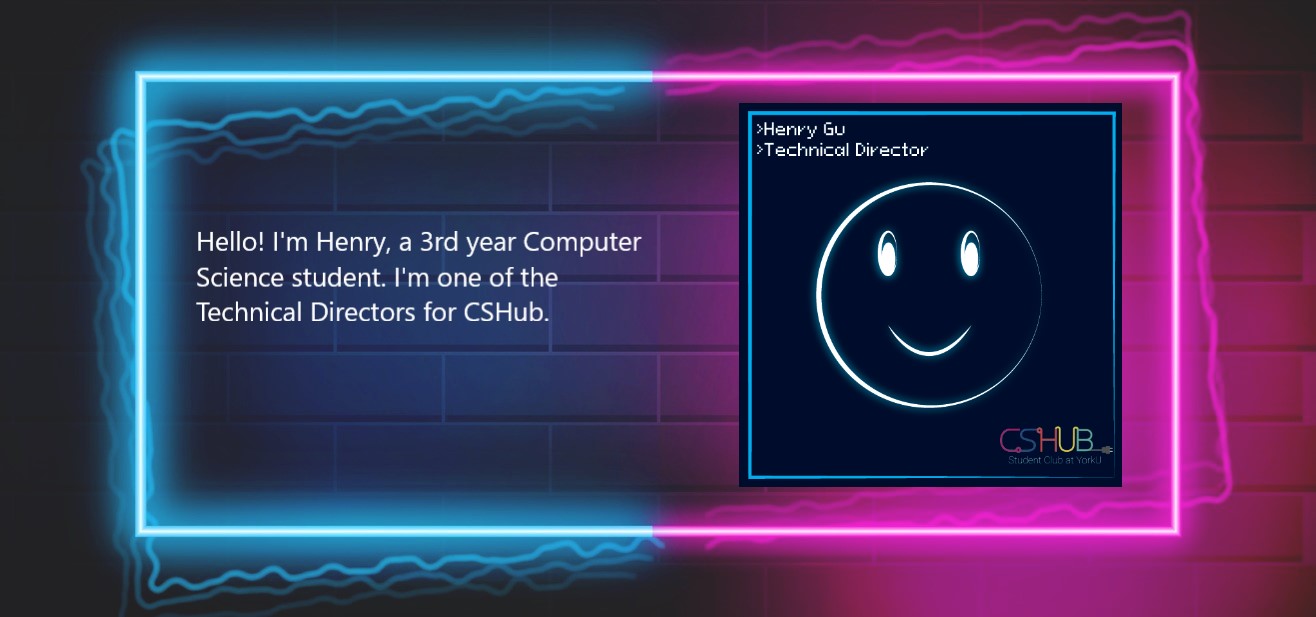 Hello! I'm Henry, a 3rd year Computer
Science student. I'm one of the
Technical Directors for CSHub.
>Henry Gu
>Technical Director
CSHUB
Student Club at YorkU